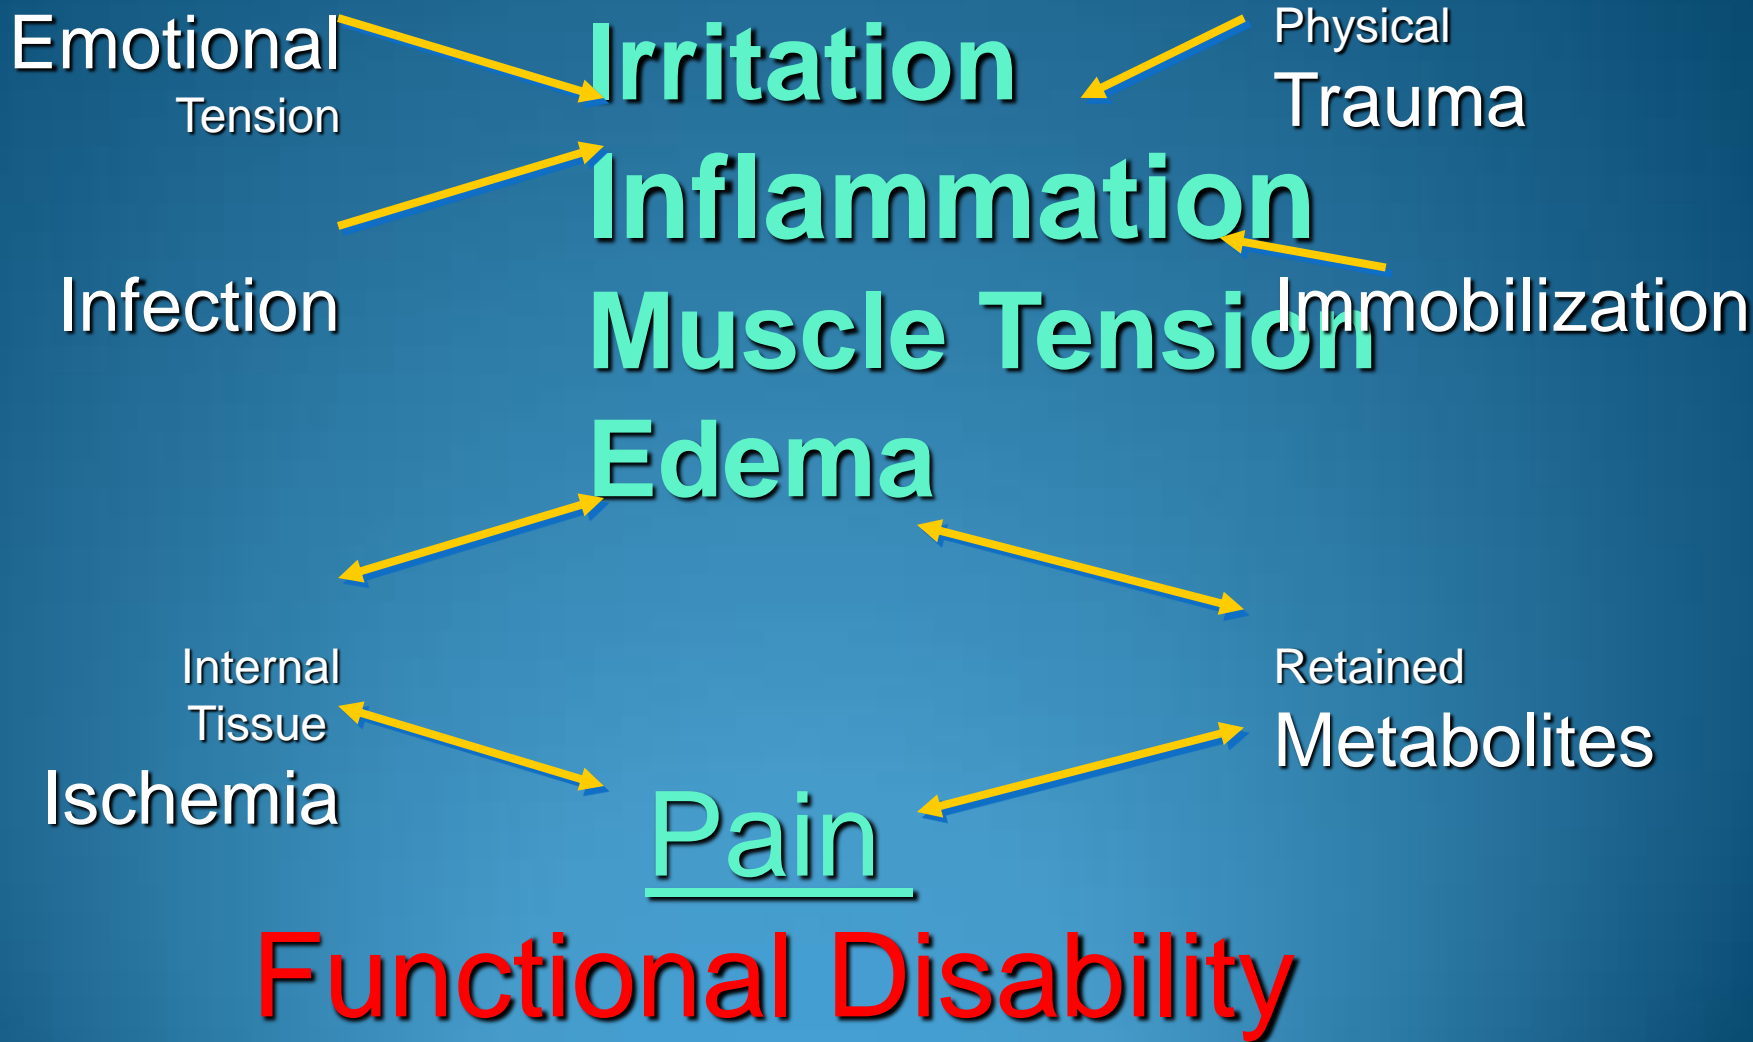 Emotional
Tension
Irritation
Physical
Trauma
Inflammation
Infection
Muscle Tension
Immobilization
Edema
Internal
Tissue
Ischemia
Retained
Metabolites
Pain
Functional Disability